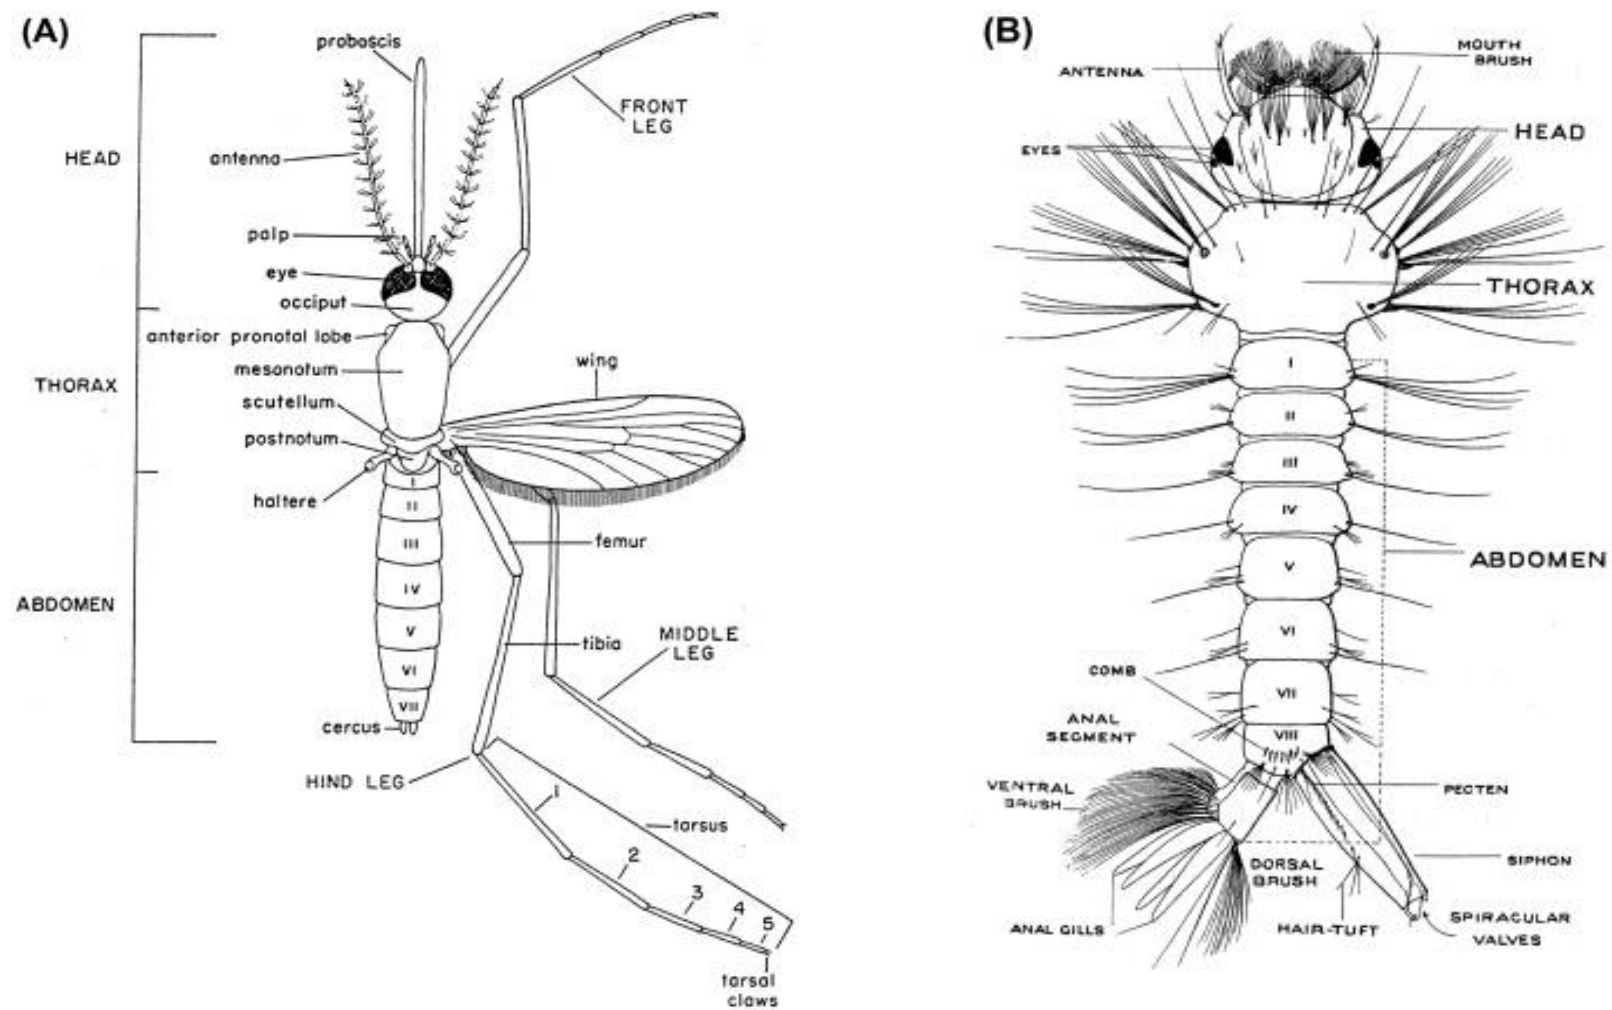 (A)
proboscis
FRONT
LEG
HEAD
antenna
palp
eye
occiput
anterior pronotal lobe
mesonotum
THORAX
scutellum
postnotum
haltere
wing
I
II
III
IV
V
VI
VII
femur
ABDOMEN
tibia
MIDDLE
LEG
cercus
HIND LEG
1
tarsus
2
3
4
5
tarsal
claws
(B)
MOUTH
BRUSH
ANTENNA
HEAD
EYES
THORAX
I
II
III
IV
V
VI
VII
VIII
ABDOMEN
COMB
ANAL
SEGMENT
VENTRAL
BRUSH
PECTEN
SIPHON
DORSAL
BRUSH
ANAL GILLS
HAIR-TUFT
SPIRACULAR
VALVES